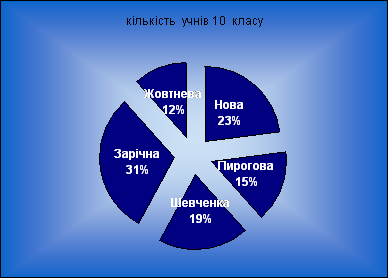 кількість учнів 10 класу
Жовтнева
12%
Нова
23%
Зарічна
31%
Пирогова
15%
Шевченка
19%